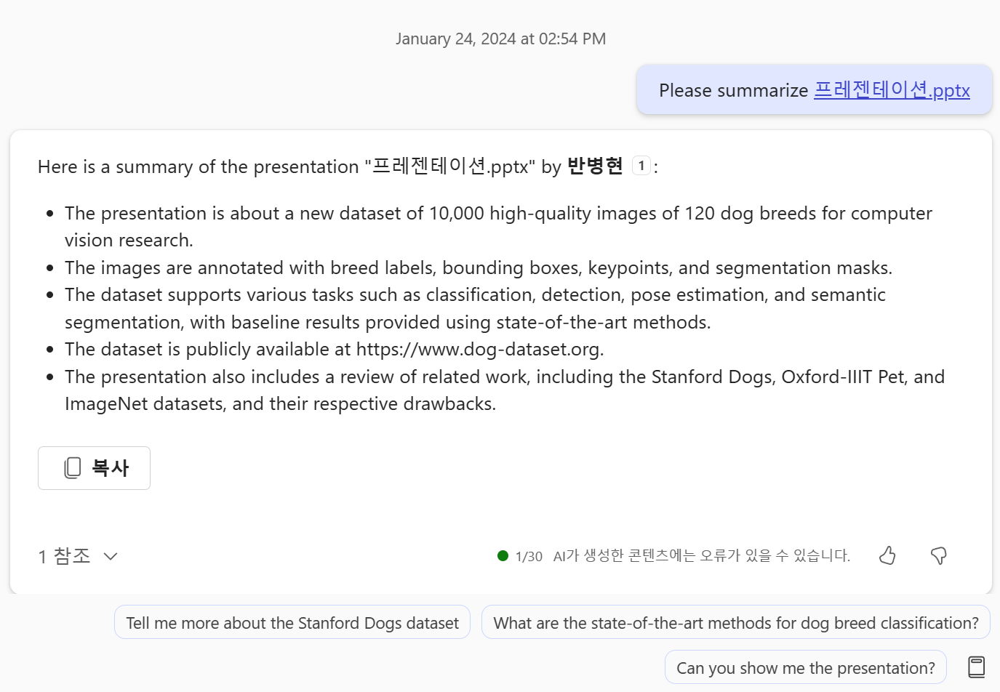 January 24, 2024 at 02:54 PM
Please summarize 프레젠테이션.pptx
Here is a summary of the presentation "프레젠테이션.pptx" by 반병현 1 :
• The presentation is about a new dataset of 10,000 high-quality images of 120 dog breeds for computer
vision research.
• The images are annotated with breed labels, bounding boxes, keypoints, and segmentation masks.
• The dataset supports various tasks such as classification, detection, pose estimation, and semantic
segmentation, with baseline results provided using state-of-the-art methods.
• The dataset is publicly available at https://www.dog-dataset.org.
• The presentation also includes a review of related work, including the Stanford Dogs, Oxford-IIIT Pet, and
ImageNet datasets, and their respective drawbacks.
복사
1 참조
1/30 AI가 생성한 콘텐츠에는 오류가 있을 수 있습니다.
Tell me more about the Stanford Dogs dataset
What are the state-of-the-art methods for dog breed classification?
Can you show me the presentation?